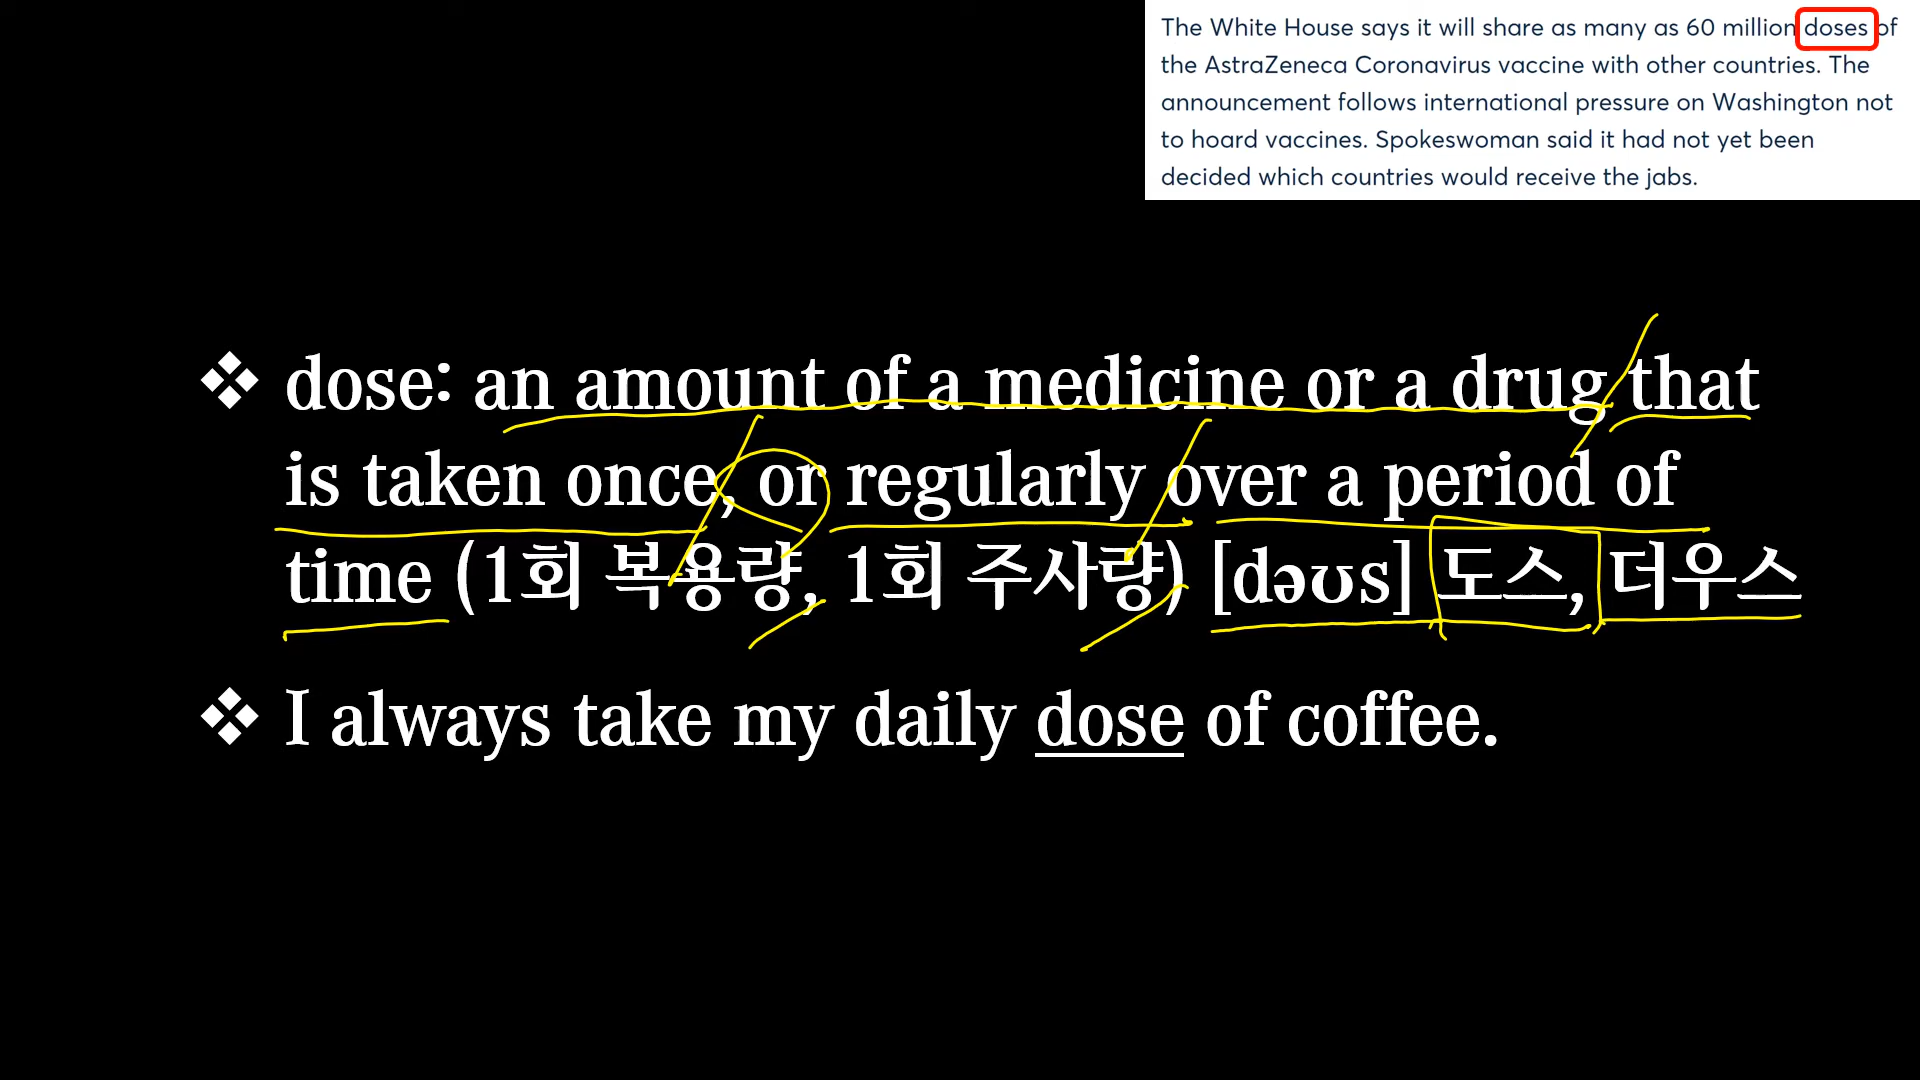 The White House says it will share as many as 60 million doses of
the AstraZeneca Coronavirus vaccine with other countries. The
announcement follows international pressure on Washington not
to hoard vaccines. Spokeswoman said it had not yet been
decided which countries would receive the jabs.
❖ dose: an amount of a medicine or a drug that
is taken once, or regularly over a period of
time (1회 복용량, 1회 주사량) [dəʊs] 도스, 더우스
❖ I always take my daily dose of coffee.